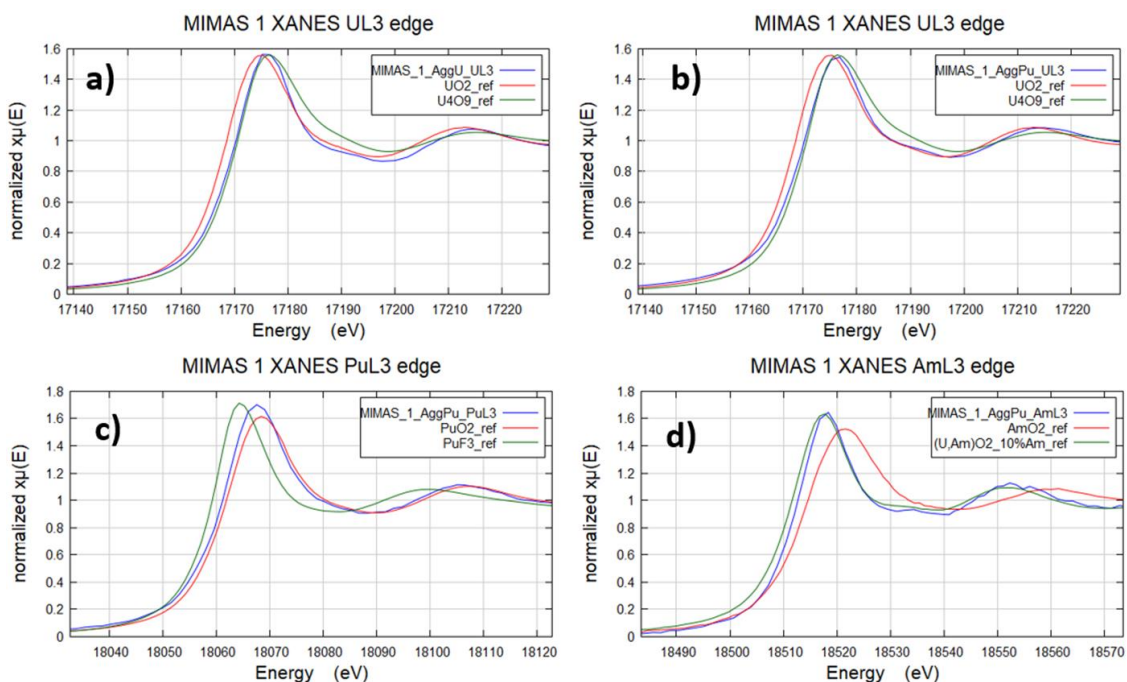 MIMAS 1 XANES UL3 edge
a)
MIMAS_1_AggU_UL3
UO2_ref
U4O9_ref
normalized xμ(E)
1.6
1.4
1.2
1
0.8
0.6
0.4
0.2
0
17140 17150 17160 17170 17180 17190 17200 17210 17220
Energy (eV)
MIMAS 1 XANES UL3 edge
b)
MIMAS_1_AggPu_UL3
UO2_ref
U4O9_ref
normalized xμ(E)
1.6
1.4
1.2
1
0.8
0.6
0.4
0.2
0
17140 17150 17160 17170 17180 17190 17200 17210 17220
Energy (eV)
MIMAS 1 XANES PuL3 edge
c)
MIMAS_1_AggPu_PuL3
PuO2_ref
PuF3_ref
normalized xμ(E)
1.8
1.6
1.4
1.2
1
0.8
0.6
0.4
0.2
0
18040 18050 18060 18070 18080 18090 18100 18110 18120
Energy (eV)
MIMAS 1 XANES AmL3 edge
d)
MIMAS_1_AggPu_AmL3
AmO2_ref
(U,Am)O2_10%Am_ref
normalized xμ(E)
1.8
1.6
1.4
1.2
1
0.8
0.6
0.4
0.2
0
18490 18500 18510 18520 18530 18540 18550 18560 18570
Energy (eV)